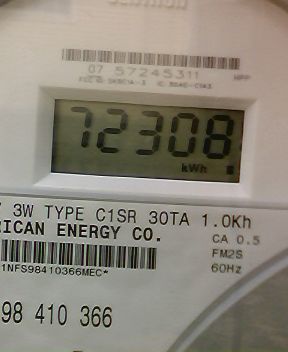 07 57245311
HPP
72308
kWh
3W TYPE C1SR 30TA 1.0Kh
RICAN ENERGY CO.
CA 0.5
FM2S
60Hz
1NFS98410366MEC*
98 410 366